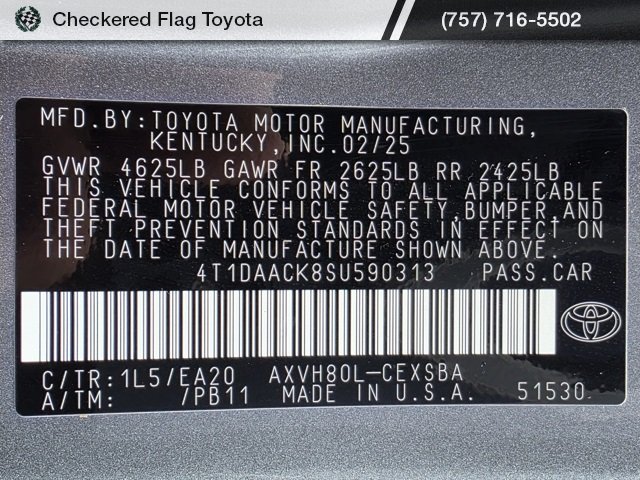 Checkered Flag Toyota
(757) 716-5502
MFD.BY:TOYOTA MOTOR MANUFACTURING,
KENTUCKY,INC.02/25
GVWR 4625LB GAWR FR 2625LB RR 2425LB
THIS VEHICLE CONFORMS TO ALL APPLICABLE
FEDERAL MOTOR VEHICLE SAFETY,BUMPER,AND
THEFT PREVENTION STANDARDS IN EFFECT ON
THE DATE OF MANUFACTURE SHOWN ABOVE.
4T1DAACK8SU590313 PASS.CAR
C/TR:1L5/EA20 AXVH80L-CEXSBA
A/TM: /PB11 MADE IN U.S.A. 51530